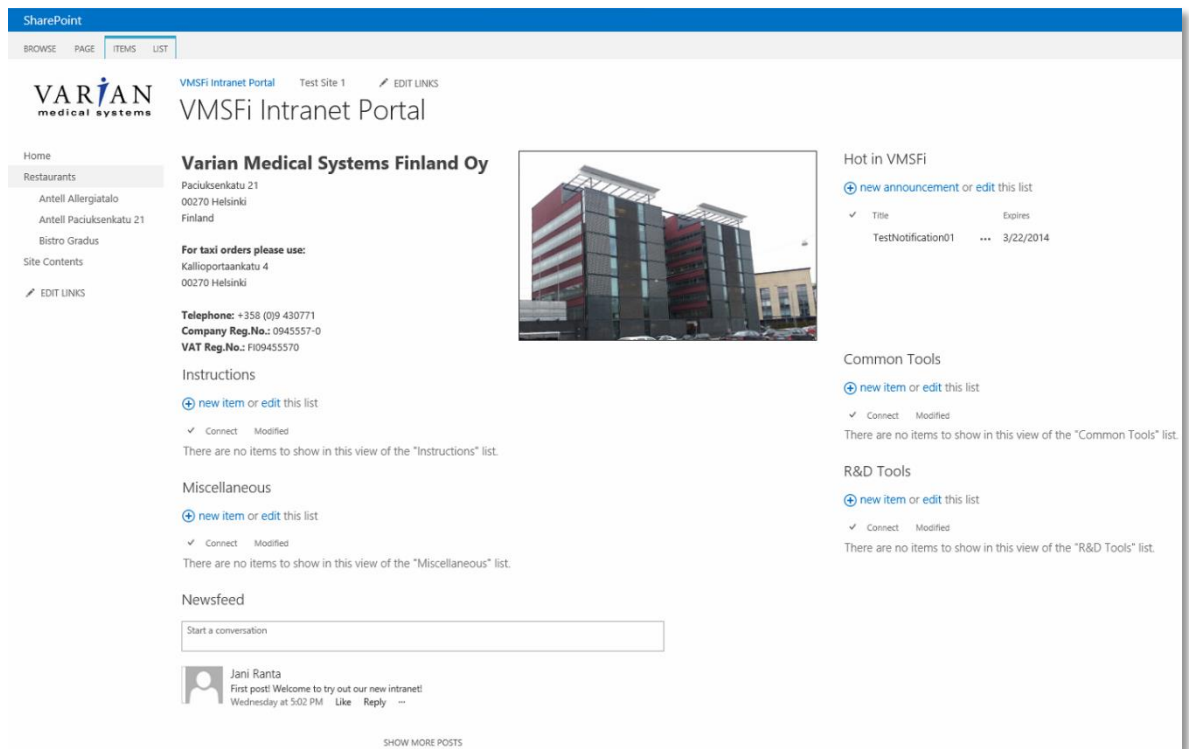 SharePoint
BROWSE PAGE ITEMS LIST
VARIAN
medical systems
VMSFi Intranet Portal Test Site 1 EDIT LINKS
VMSFi Intranet Portal
Home
Restaurants
Antell Allergiatalo
Antell Paciuksenkatu 21
Bistro Gradus
Site Contents
EDIT LINKS
Varian Medical Systems Finland Oy
Paciuksenkatu 21
00270 Helsinki
Finland
For taxi orders please use:
Kallioportaankatu 4
00270 Helsinki
Telephone: +358 (0)9 430771
Company Reg.No.: 0945557-0
VAT Reg.No.: FI09455570
Instructions
new item or edit this list
Connect Modified
There are no items to show in this view of the "Instructions" list.
Miscellaneous
new item or edit this list
Connect Modified
There are no items to show in this view of the "Miscellaneous" list.
Newsfeed
Start a conversation
Jani Ranta
First post! Welcome to try out our new intranet!
Wednesday at 5:02 PM Like Reply ...
SHOW MORE POSTS
Hot in VMSFi
new announcement or edit this list
Title Expires
TestNotification01 ... 3/22/2014
Common Tools
new item or edit this list
Connect Modified
There are no items to show in this view of the "Common Tools" list.
R&D Tools
new item or edit this list
Connect Modified
There are no items to show in this view of the "R&D Tools" list.